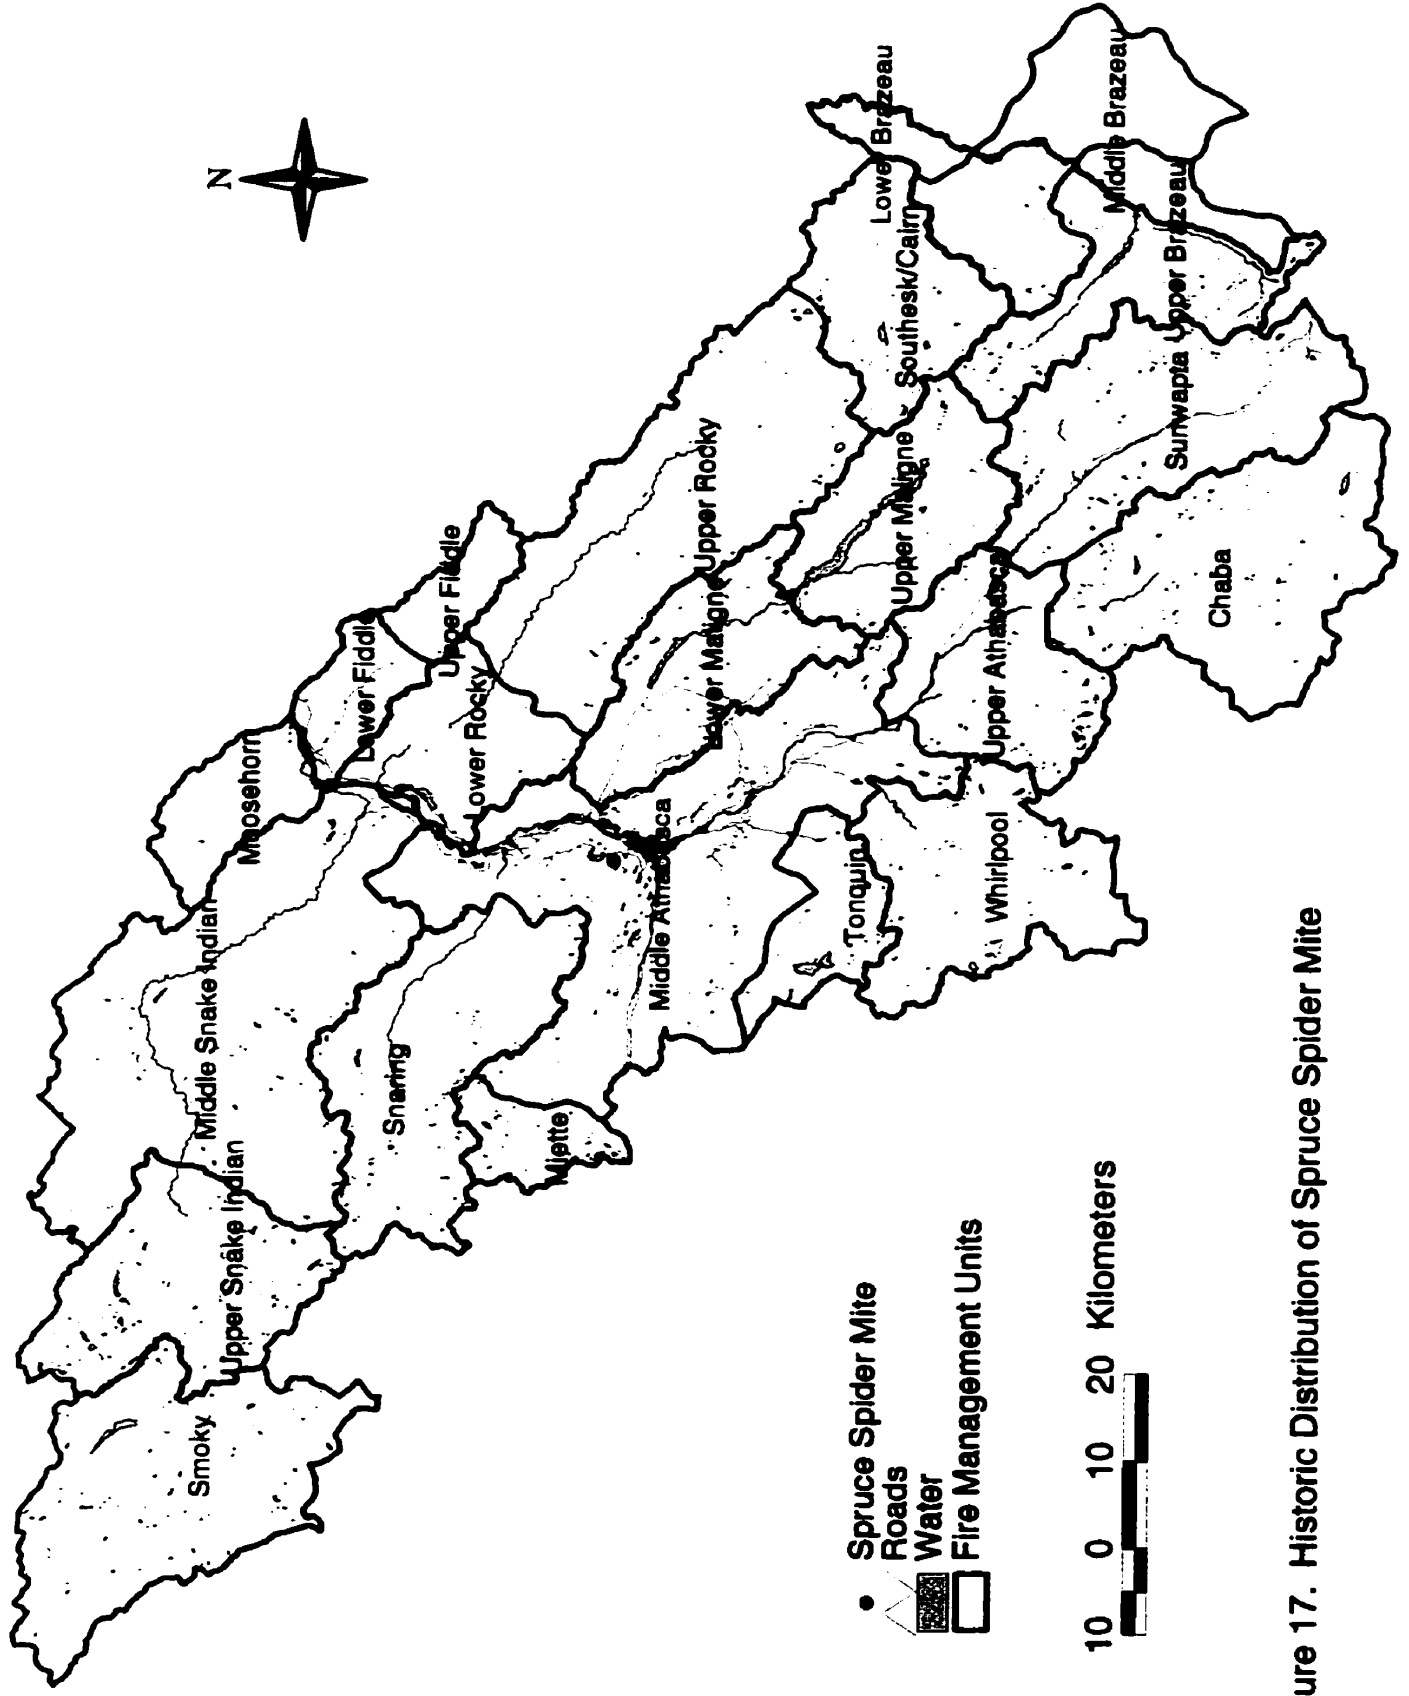 N
Smoky
Upper Snake Indian
Middle Snake Indian
Moosehorn
Lower Fiddle
Upper Fiddle
Snaring
Lower Rocky
Miette
Middle Athabasca
Lower Maligne
Upper Rocky
Tonquin
Upper Maligne
Southesk/Cairn
Lower Brazeau
Whirlpool
Upper Athabasca
Middle Brazeau
Sunwapta
Upper Brazeau
Chaba
Spruce Spider Mite
Roads
Water
Fire Management Units
10 0 10 20 Kilometers
ure 17. Historic Distribution of Spruce Spider Mite